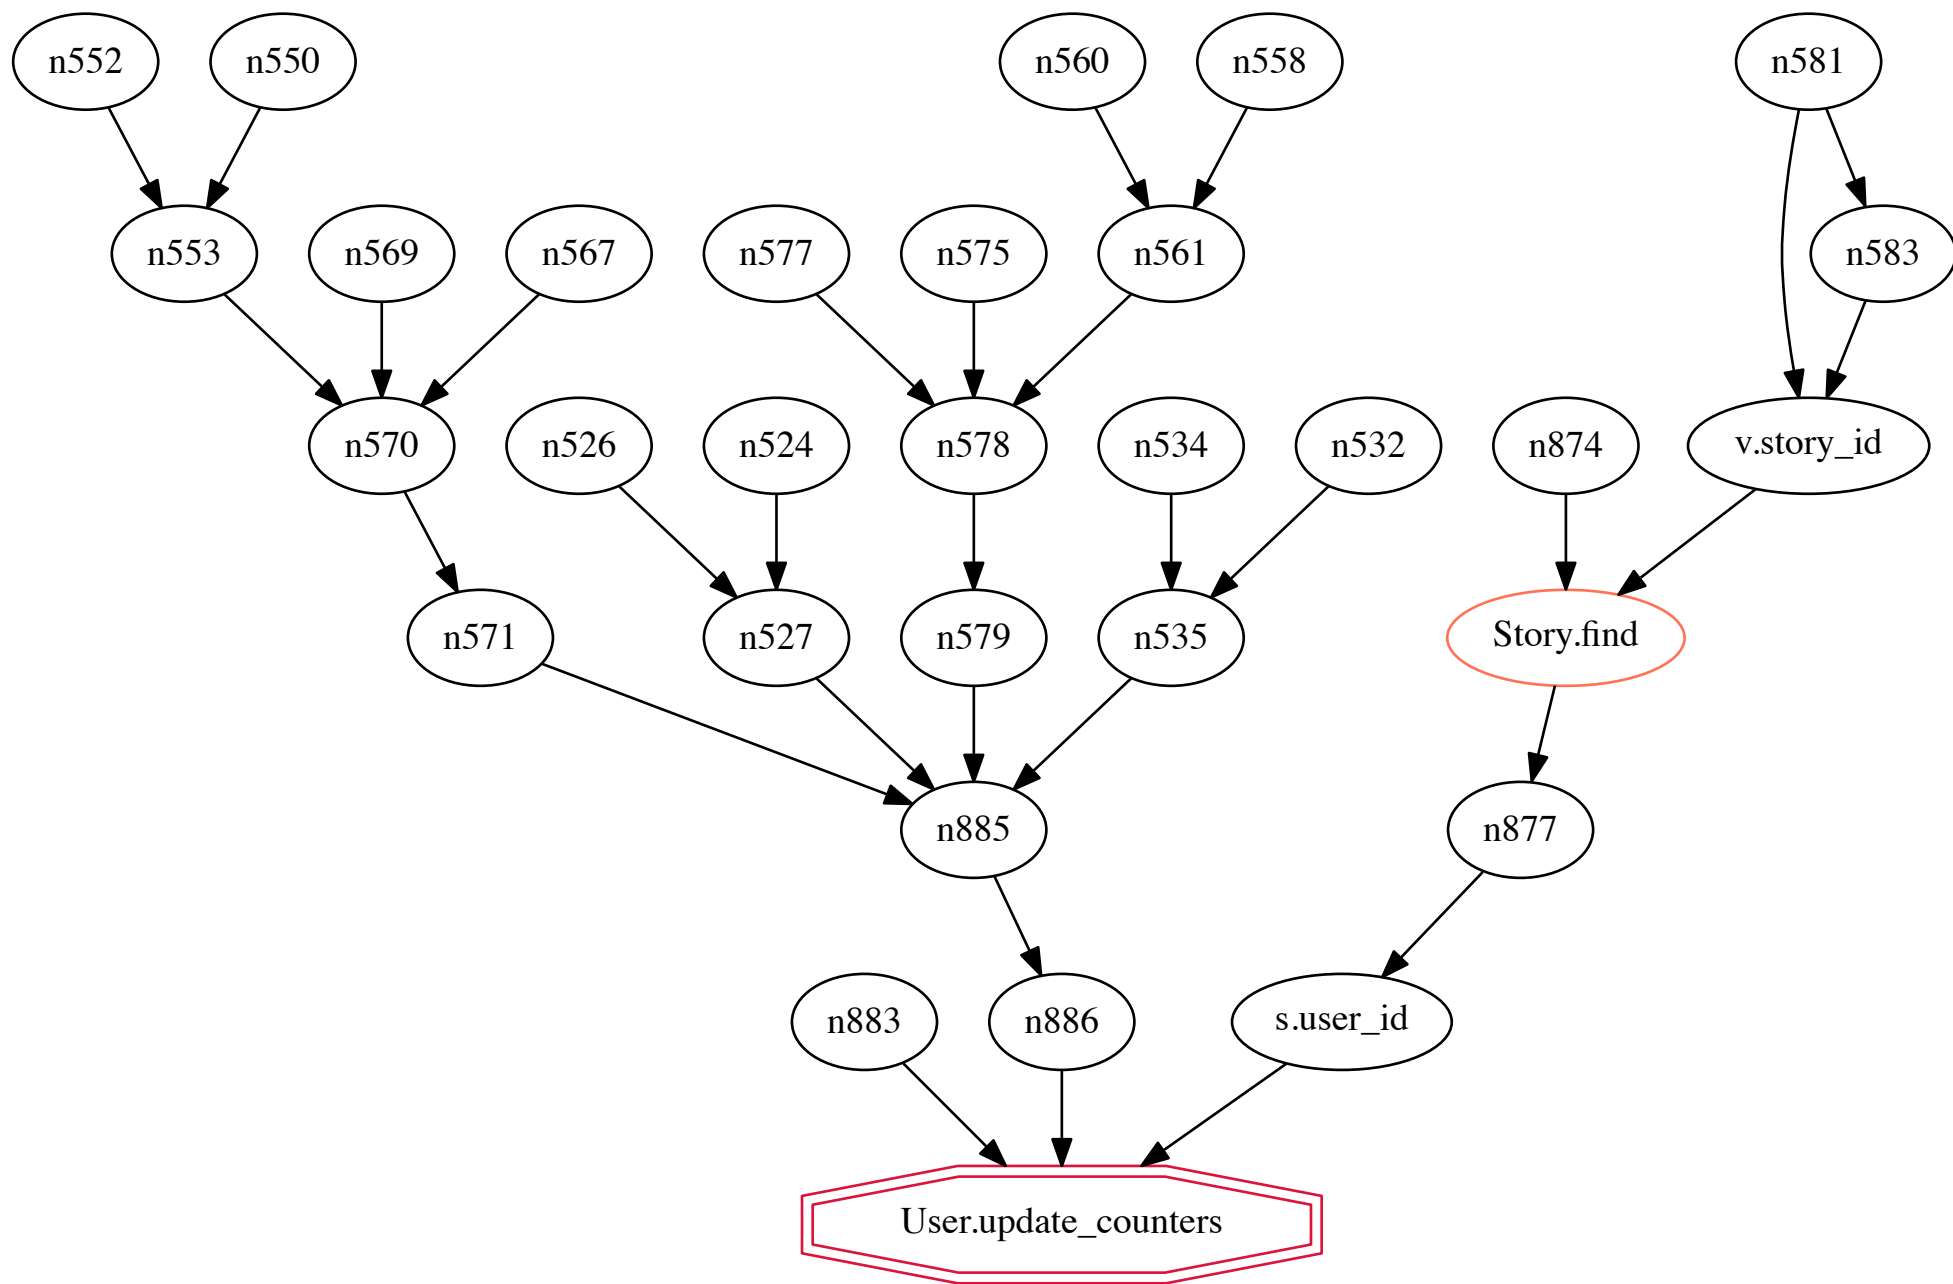 n552
n550
n560
n558
n581
n553
n569
n567
n577
n575
n561
n583
n570
n526
n524
n578
n534
n532
n874
v.story_id
n571
n527
n579
n535
Story.find
n885
n877
n883
n886
s.user_id
User.update_counters